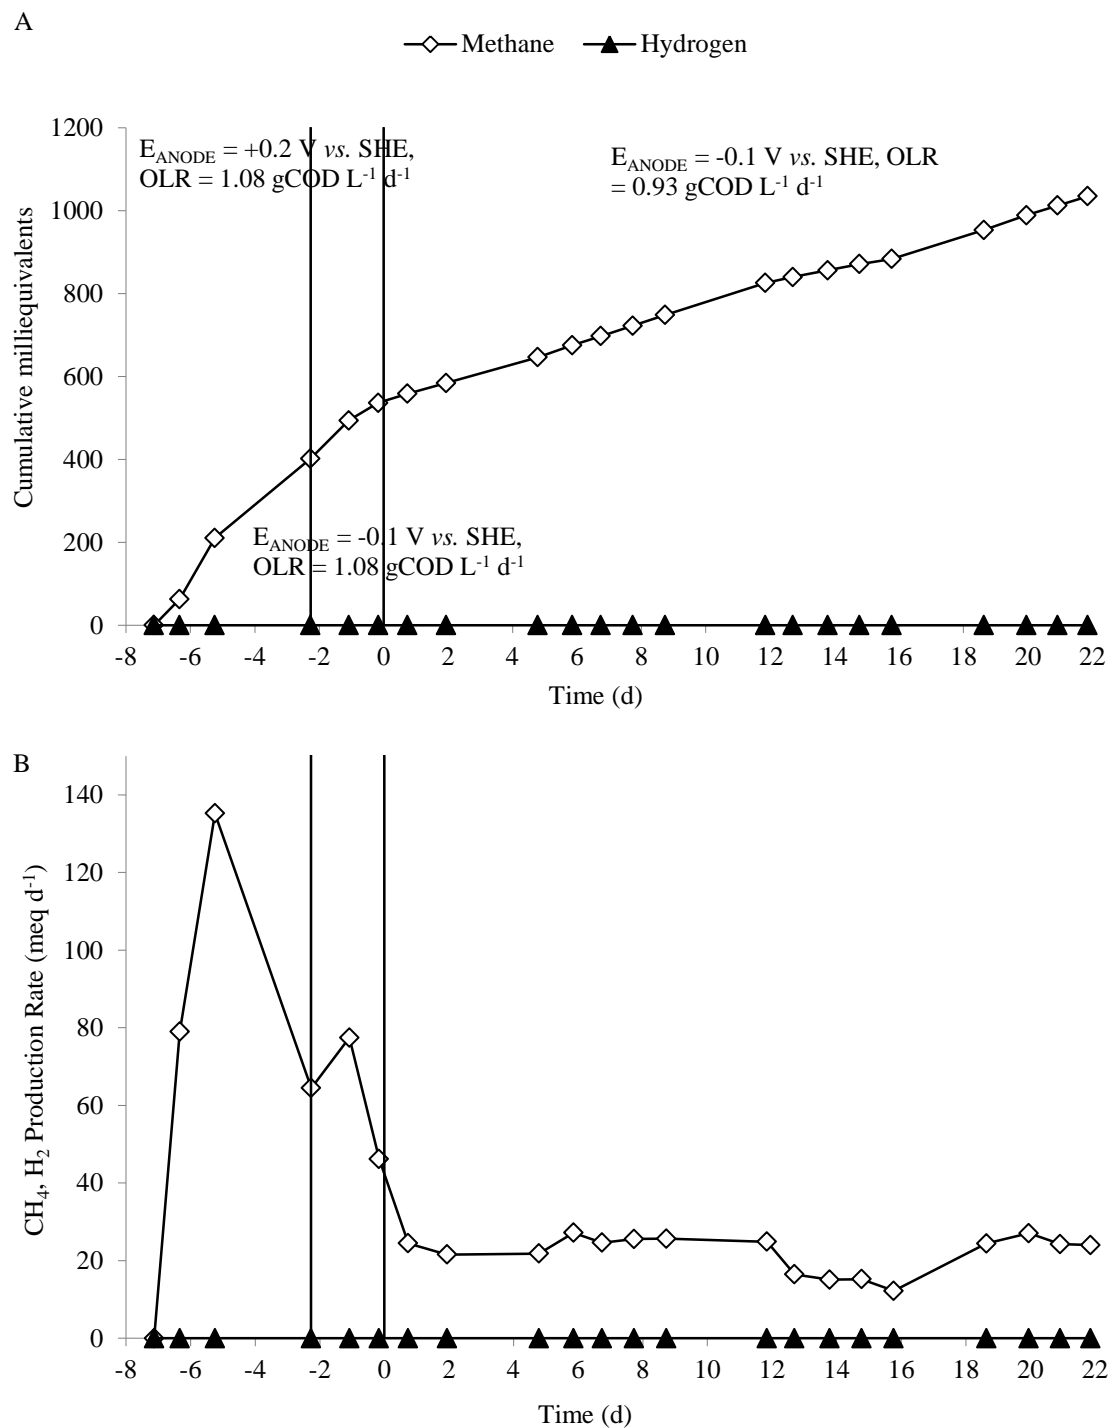 A
Methane Hydrogen
1200
1000
800
600
400
200
0
Cumulative milliequivalents
E_ANODE = +0.2 V vs. SHE,
OLR = 1.08 gCOD L⁻¹ d⁻¹
E_ANODE = -0.1 V vs. SHE, OLR
= 0.93 gCOD L⁻¹ d⁻¹
E_ANODE = -0.1 V vs. SHE,
OLR = 1.08 gCOD L⁻¹ d⁻¹
-8 -6 -4 -2 0 2 4 6 8 10 12 14 16 18 20 22
Time (d)
B
140
120
100
80
60
40
20
0
CH₄, H₂ Production Rate (meq d⁻¹)
-8 -6 -4 -2 0 2 4 6 8 10 12 14 16 18 20 22
Time (d)